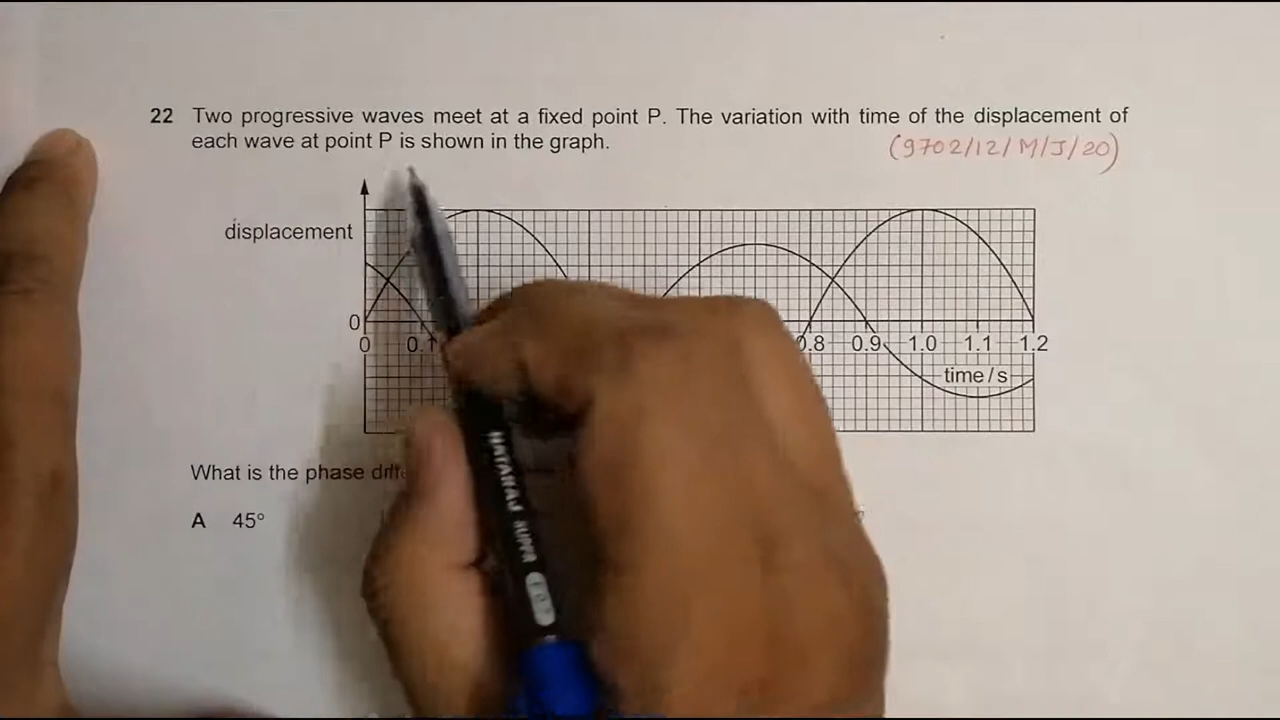 22 Two progressive waves meet at a fixed point P. The variation with time of the displacement of
each wave at point P is shown in the graph.
(9702/12/M/J/20)
displacement
0
0 0.1 0.8 0.9 1.0 1.1 1.2
time / s
What is the phase
A 45°
NATARAJ SUPER